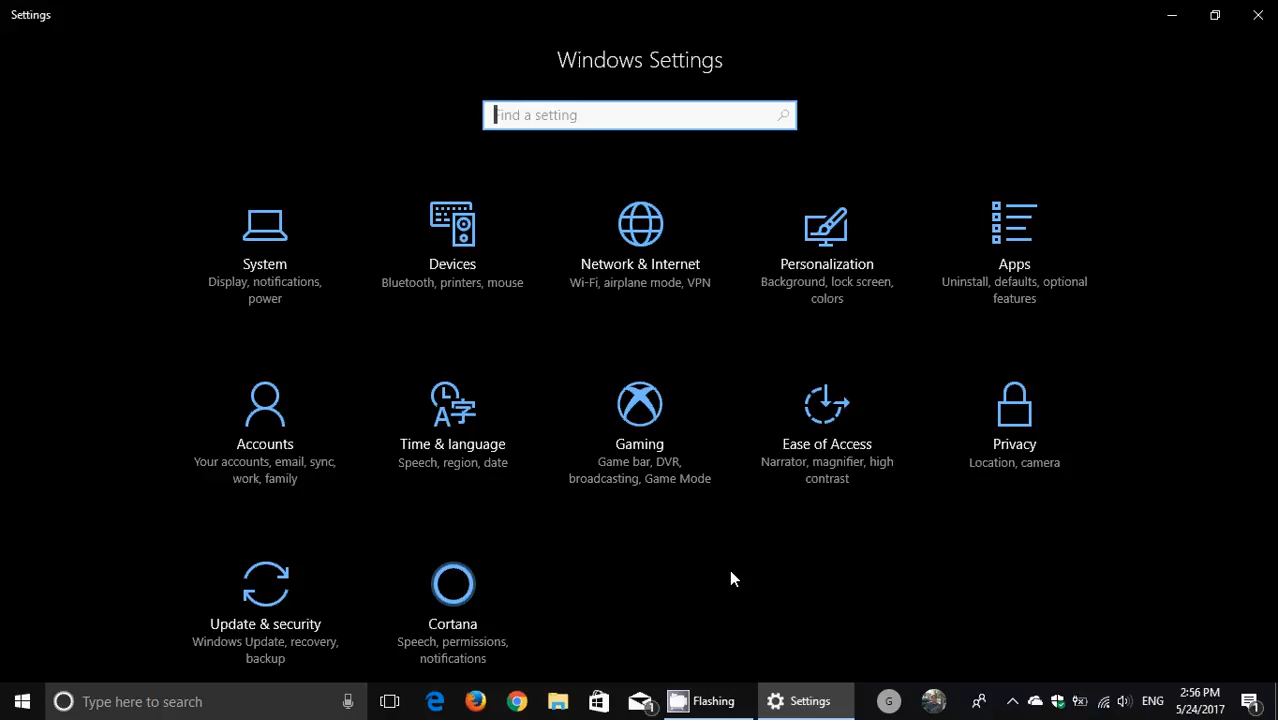 Settings
Windows Settings
Find a setting
System
Display, notifications,
power
Devices
Bluetooth, printers, mouse
Network & Internet
Wi-Fi, airplane mode, VPN
Personalization
Background, lock screen,
colors
Apps
Uninstall, defaults, optional
features
Accounts
Your accounts, email, sync,
work, family
Time & language
Speech, region, date
Gaming
Game bar, DVR,
broadcasting, Game Mode
Ease of Access
Narrator, magnifier, high
contrast
Privacy
Location, camera
Update & security
Windows Update, recovery,
backup
Cortana
Speech, permissions,
notifications
Type here to search
1
Flashing
Settings
G
ENG
2:56 PM
5/24/2017
1